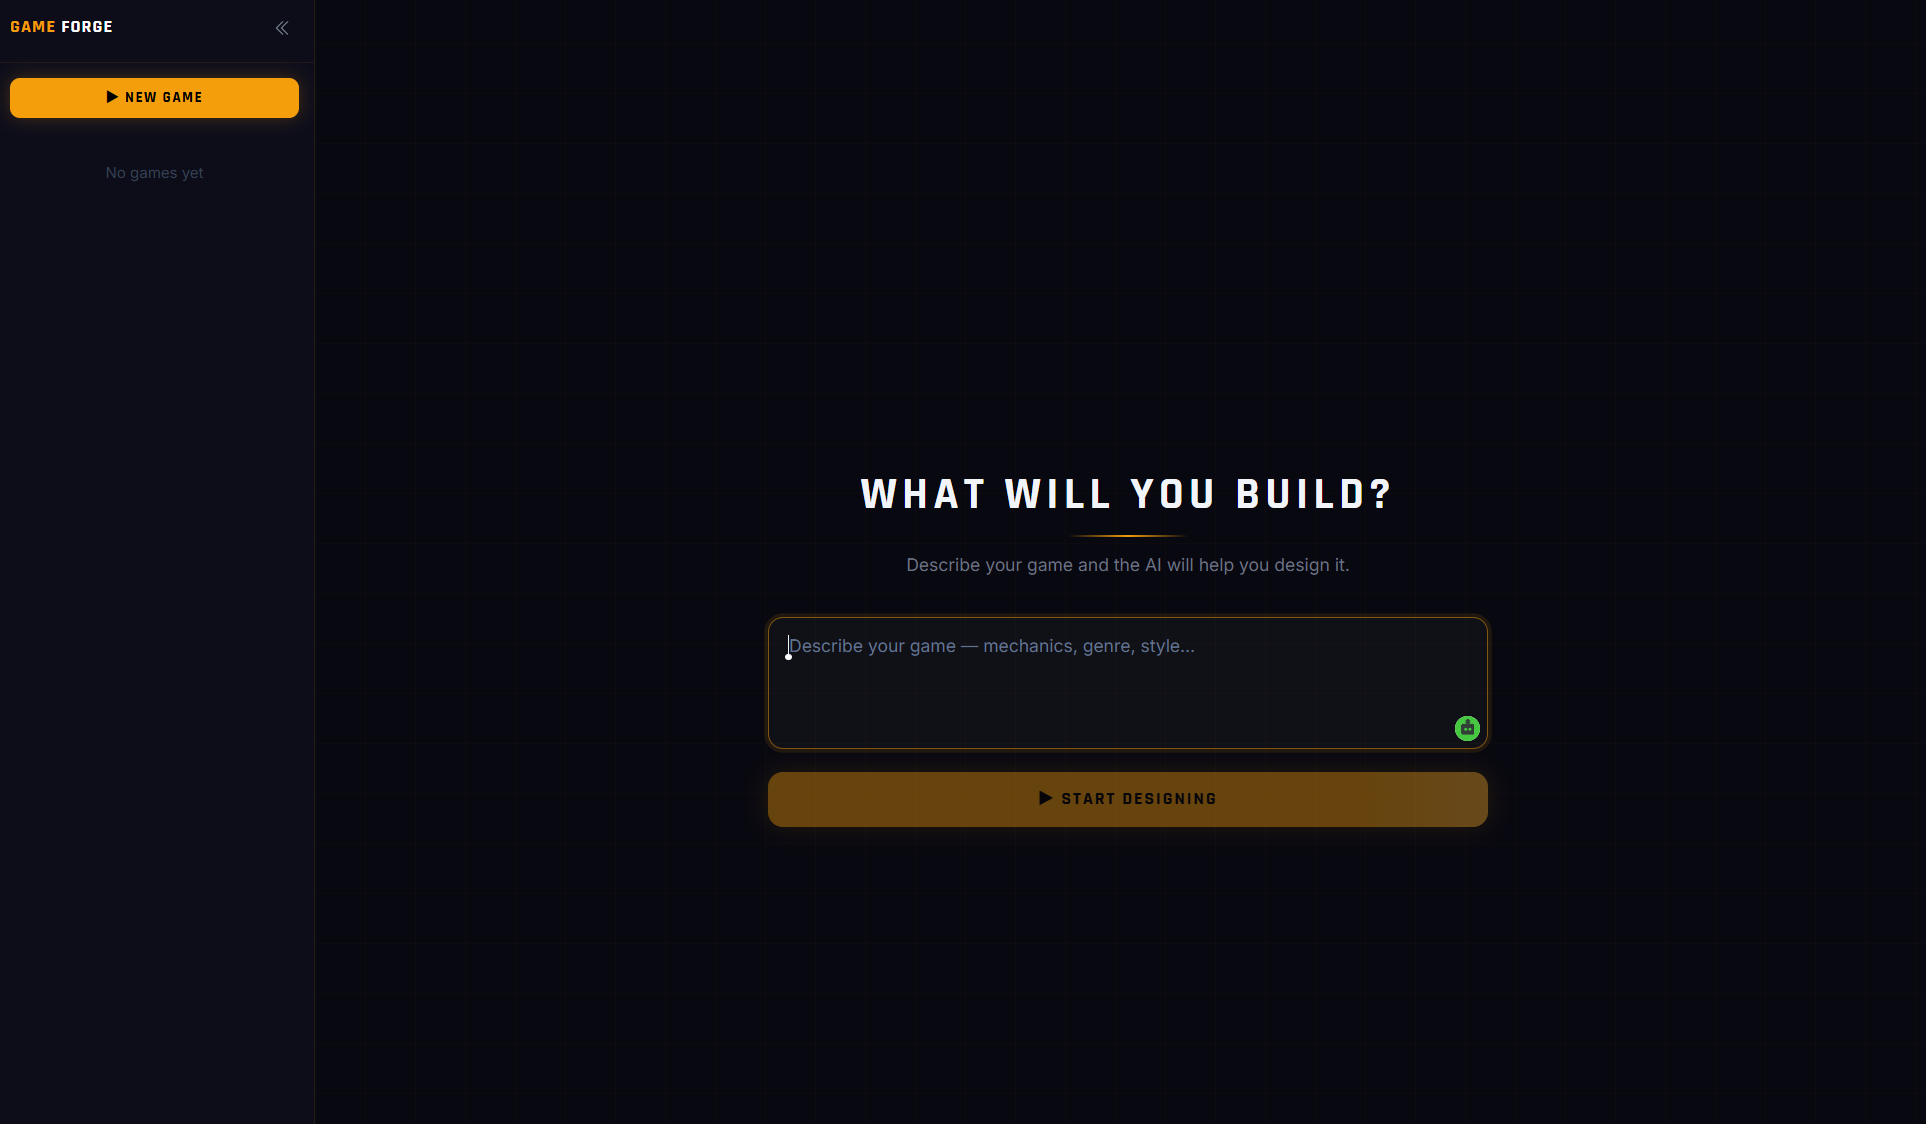 GAME FORGE
NEW GAME
No games yet
WHAT WILL YOU BUILD?
Describe your game and the AI will help you design it.
Describe your game — mechanics, genre, style...
START DESIGNING